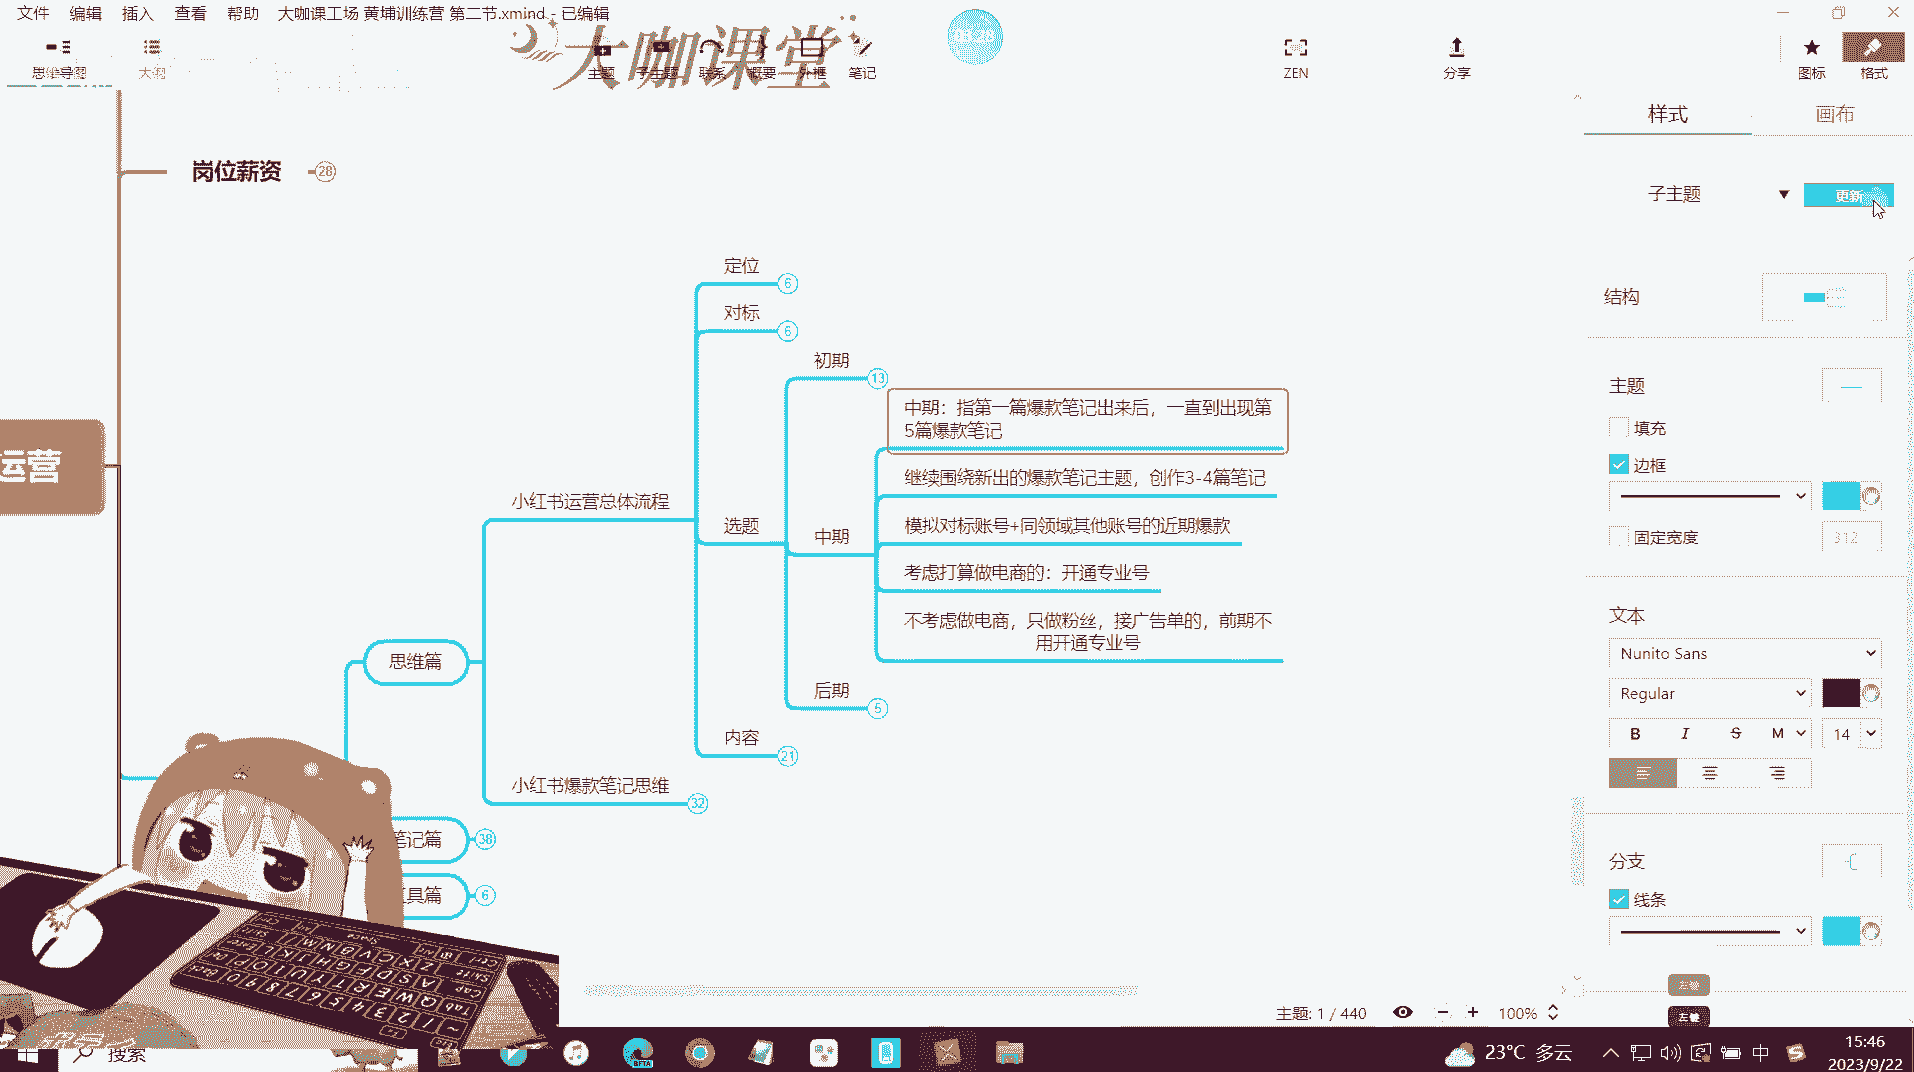 文件 编辑 插入 查看 帮助 大咖课工场 黄埔训练营 第二节.xmind - 已编辑
大咖课堂
思维导图 大纲 主题 子主题 联系 概要 外框 笔记 ZEN 分享 图标 格式
样式 画布
岗位薪资 28
子主题 更新
定位 6
对标 6
结构
初期 13
中期：指第一篇爆款笔记出来后，一直到出现第
5篇爆款笔记
主题
填充
运营
继续围绕新出的爆款笔记主题，创作3-4篇笔记
边框
小红书运营总体流程
选题
中期
模拟对标账号+同领域其他账号的近期爆款
固定宽度 312
考虑打算做电商的：开通专业号
不考虑做电商，只做粉丝，接广告单的，前期不
用开通专业号
文本
Nunito Sans
思维篇
后期 5
Regular
内容 21
B I S M 14
小红书爆款笔记思维 32
笔记篇 38
具篇 6
分支
线条
主题: 1 / 440 100%
左键
搜索
BETA
23°C 多云
中
15:46
2023/9/22